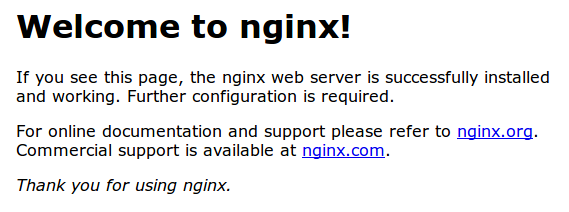 Welcome to nginx!
If you see this page, the nginx web server is successfully installed
and working. Further configuration is required.
For online documentation and support please refer to nginx.org.
Commercial support is available at nginx.com.
Thank you for using nginx.